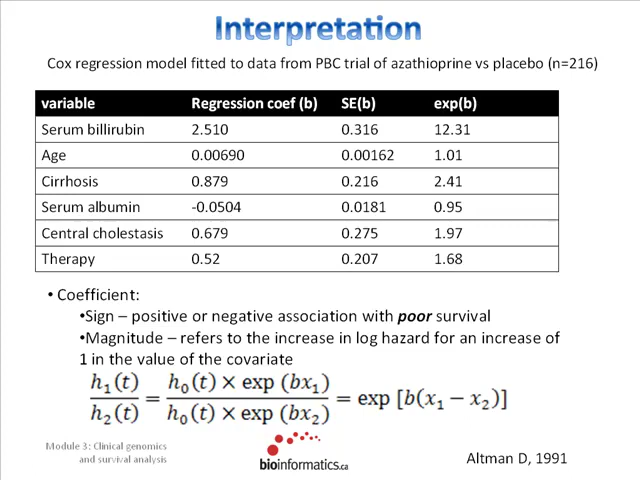 Interpretation
Cox regression model fitted to data from PBC trial of azathioprine vs placebo (n=216)
variable Regression coef (b) SE(b) exp(b)
Serum billirubin 2.510 0.316 12.31
Age 0.00690 0.00162 1.01
Cirrhosis 0.879 0.216 2.41
Serum albumin -0.0504 0.0181 0.95
Central cholestasis 0.679 0.275 1.97
Therapy 0.52 0.207 1.68
• Coefficient:
•Sign – positive or negative association with poor survival
•Magnitude – refers to the increase in log hazard for an increase of
1 in the value of the covariate
h₁(t) / h₂(t) = h₀(t) × exp (bx₁) / h₀(t) × exp (bx₂) = exp [b(x₁ − x₂)]
Module 3: Clinical genomics
and survival analysis
bioinformatics.ca
Altman D, 1991